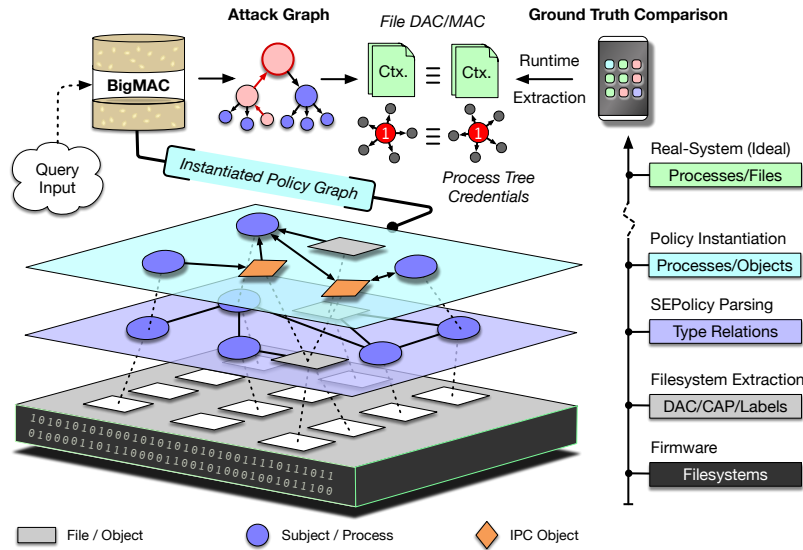 Attack Graph
File DAC/MAC
Ground Truth Comparison
BigMAC
Ctx.
Ctx.
Runtime
Extraction
1
1
Query
Input
Instantiated Policy Graph
Process Tree
Credentials
Real-System (Ideal)
Processes/Files
Policy Instantiation
Processes/Objects
SEPolicy Parsing
Type Relations
Filesystem Extraction
DAC/CAP/Labels
Firmware
Filesystems
File / Object
Subject / Process
IPC Object